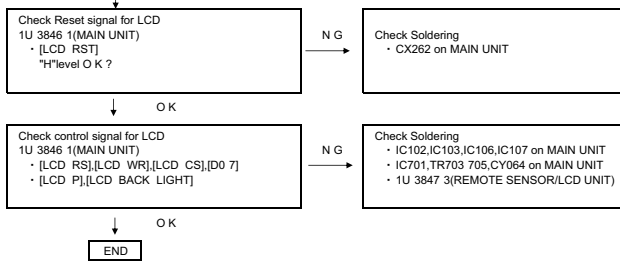 Check Reset signal for LCD
1U 3846 1(MAIN UNIT)
・ [LCD RST]
"H"level O K ?
N G
Check Soldering
・ CX262 on MAIN UNIT
O K
Check control signal for LCD
1U 3846 1(MAIN UNIT)
・ [LCD RS],[LCD WR],[LCD CS],[D0 7]
・ [LCD P],[LCD BACK LIGHT]
N G
Check Soldering
・ IC102,IC103,IC106,IC107 on MAIN UNIT
・ IC701,TR703 705,CY064 on MAIN UNIT
・ 1U 3847 3(REMOTE SENSOR/LCD UNIT)
O K
END